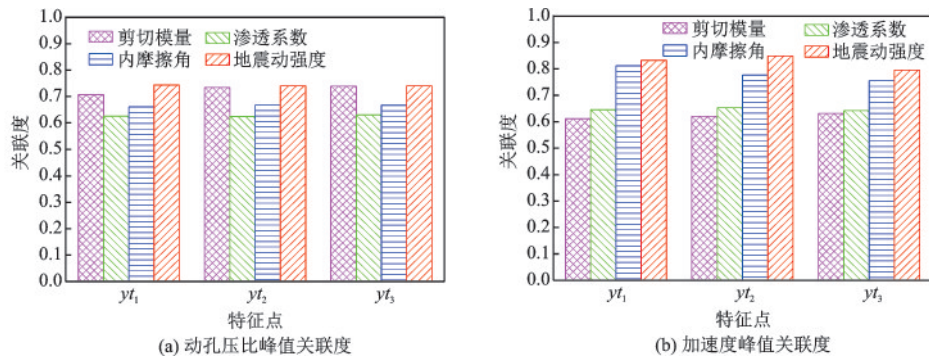 1.0
0.9
0.8
0.7
0.6
0.5
0.4
0.3
0.2
0.1
0.0
关联度
剪切模量 渗透系数
内摩擦角 地震动强度
yt₁ yt₂ yt₃
特征点
(a) 动孔压比峰值关联度
1.0
0.9
0.8
0.7
0.6
0.5
0.4
0.3
0.2
0.1
0.0
关联度
剪切模量 渗透系数
内摩擦角 地震动强度
yt₁ yt₂ yt₃
特征点
(b) 加速度峰值关联度